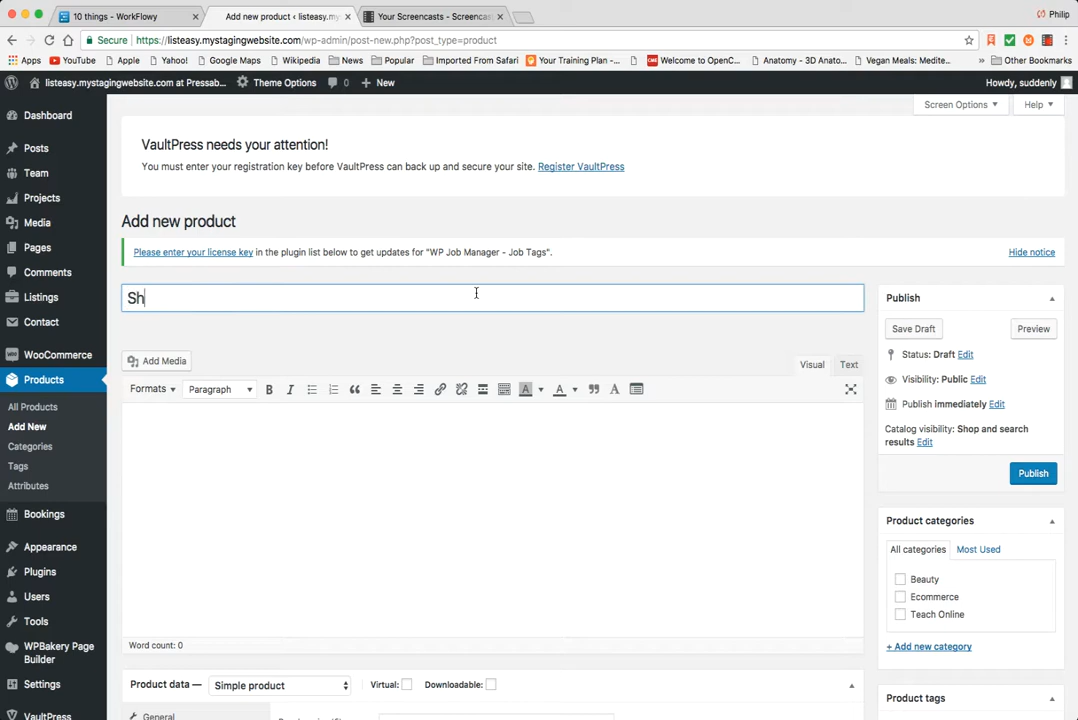 10 things - WorkFlowy
Add new product ‹ listeasy.my
Your Screencasts - Screencas
Philip
Secure
https://listeasy.mystagingwebsite.com/wp-admin/post-new.php?post_type=product
Apps
YouTube
Apple
Yahoo!
Google Maps
Wikipedia
News
Popular
Imported From Safari
Your Training Plan -...
Welcome to OpenC...
Anatomy - 3D Anato...
Vegan Meals: Medite...
»
Other Bookmarks
listeasy.mystagingwebsite.com at Pressab...
Theme Options
0
+ New
Howdy, suddenly
Screen Options
Help
Dashboard
Posts
Team
Projects
Media
Pages
Comments
Listings
Contact
WooCommerce
Products
All Products
Add New
Categories
Tags
Attributes
Bookings
Appearance
Plugins
Users
Tools
WPBakery Page
Builder
Settings
VaultPress
VaultPress needs your attention!
You must enter your registration key before VaultPress can back up and secure your site. Register VaultPress
Add new product
Please enter your license key in the plugin list below to get updates for "WP Job Manager - Job Tags".
Hide notice
Sh
Add Media
Visual
Text
Formats
Paragraph
B
I
A
A
A
Word count: 0
Product data —
Simple product
Virtual:
Downloadable:
General
Publish
Save Draft
Preview
Status: Draft Edit
Visibility: Public Edit
Publish immediately Edit
Catalog visibility: Shop and search
results Edit
Publish
Product categories
All categories
Most Used
Beauty
Ecommerce
Teach Online
+ Add new category
Product tags